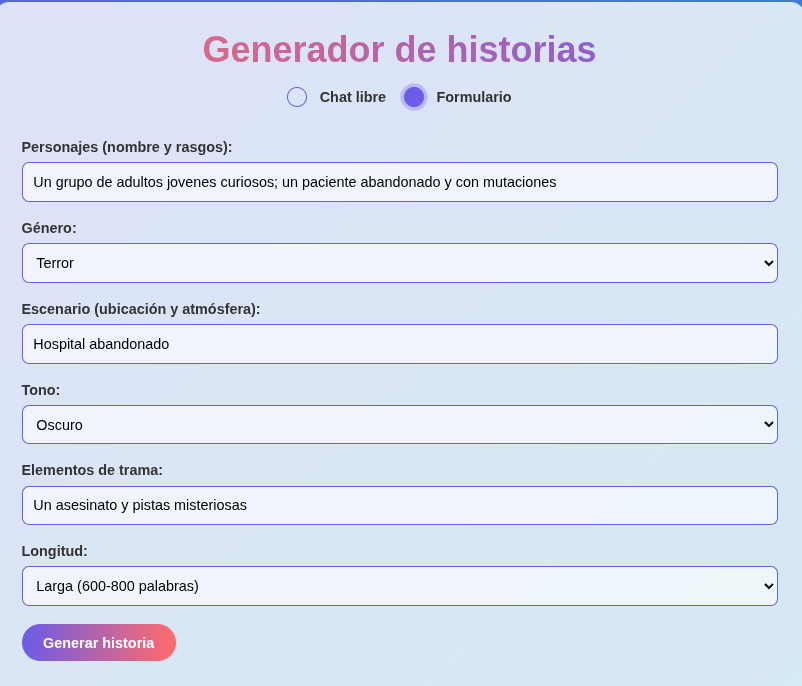 Generador de historias
Chat libre Formulario
Personajes (nombre y rasgos):
Un grupo de adultos jovenes curiosos; un paciente abandonado y con mutaciones
Género:
Terror
Escenario (ubicación y atmósfera):
Hospital abandonado
Tono:
Oscuro
Elementos de trama:
Un asesinato y pistas misteriosas
Longitud:
Larga (600-800 palabras)
Generar historia